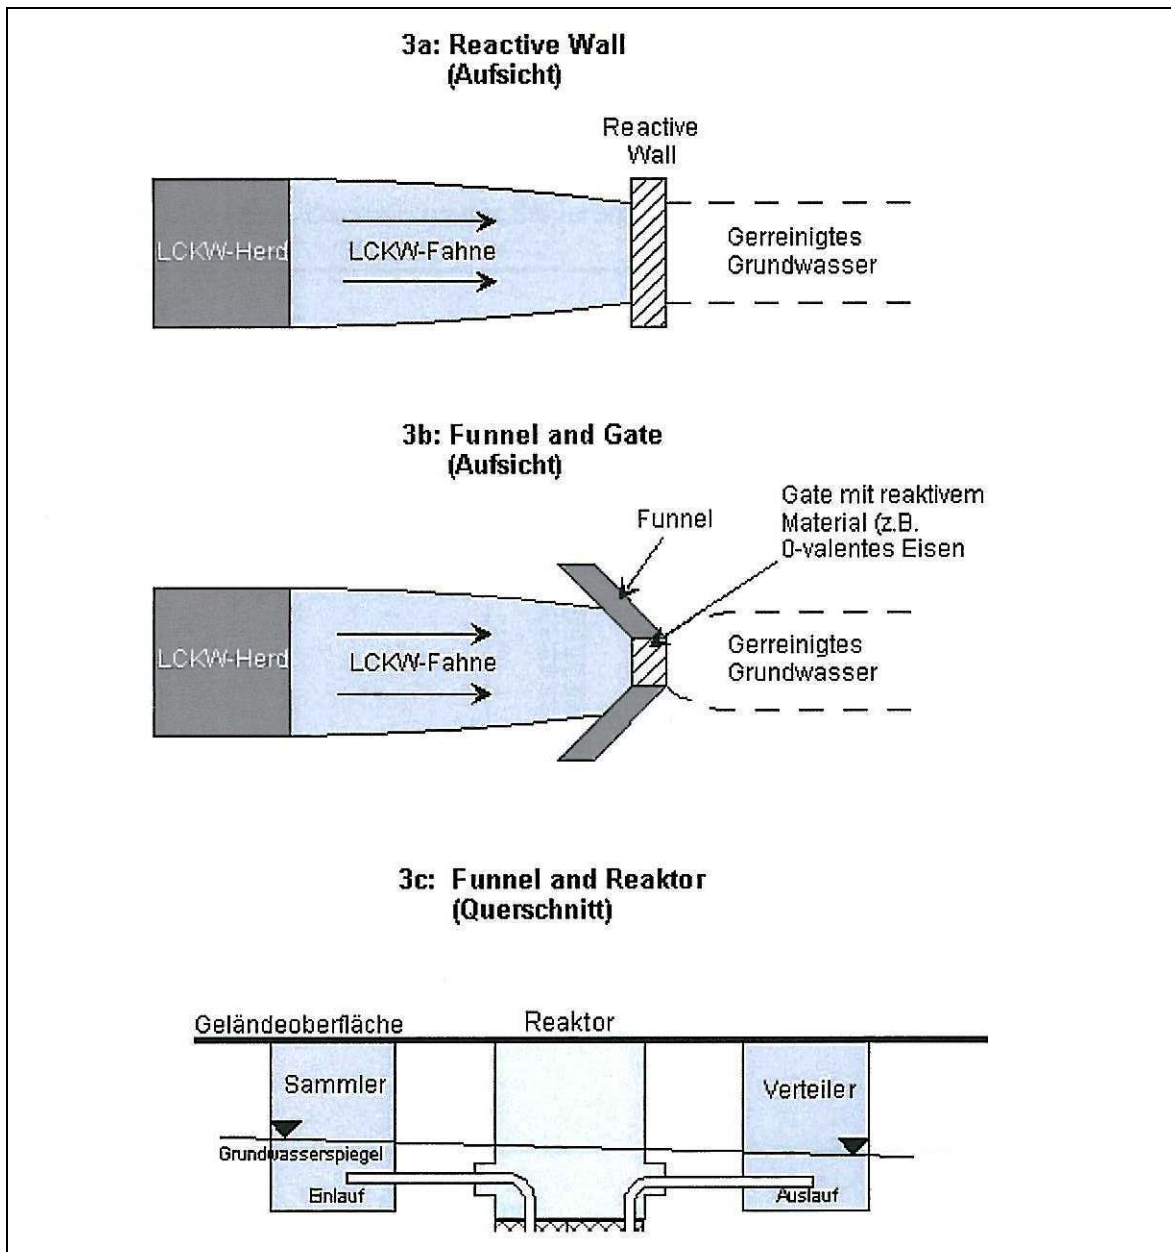 3a: Reactive Wall
(Aufsicht)
Reactive
Wall
LCKW-Herd
LCKW-Fahne
Gerreinigtes
Grundwasser
3b: Funnel and Gate
(Aufsicht)
Gate mit reaktivem
Material (z.B.
0-valentes Eisen
Funnel
LCKW-Herd
LCKW-Fahne
Gerreinigtes
Grundwasser
3c: Funnel and Reaktor
(Querschnitt)
Geländeoberfläche
Reaktor
Sammler
Verteiler
Grundwasserspiegel
Einlauf
Auslauf